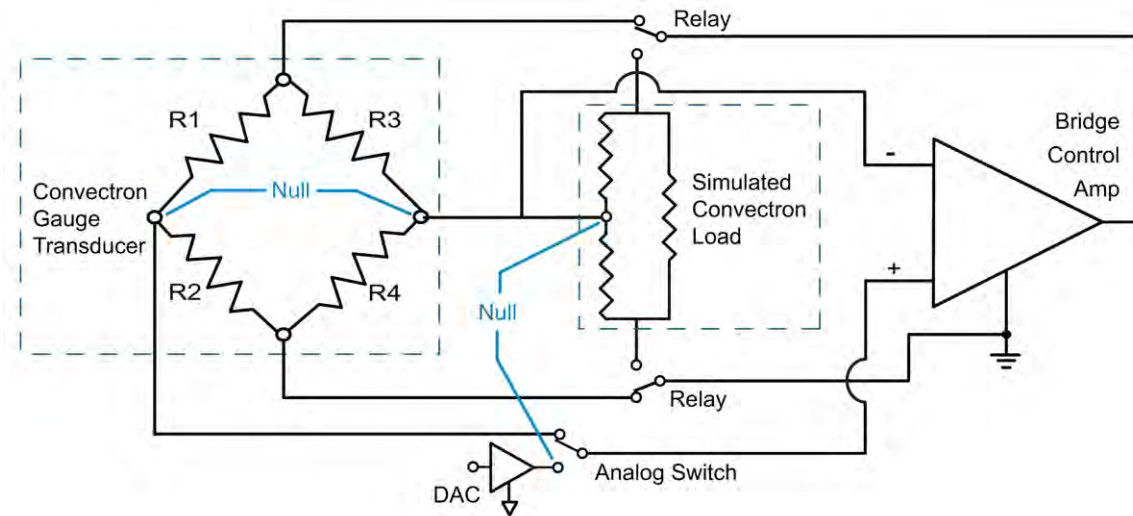 Relay
R1
R3
Bridge
Control
Amp
-
Convectron
Gauge
Transducer
Null
Simulated
Convectron
Load
R2
R4
+
Null
Relay
Analog Switch
DAC